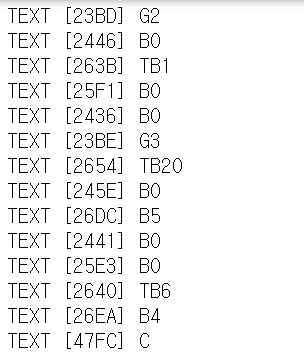 TEXT [23BD] G2
TEXT [2446] B0
TEXT [263B] TB1
TEXT [25F1] B0
TEXT [2436] B0
TEXT [23BE] G3
TEXT [2654] TB20
TEXT [245E] B0
TEXT [26DC] B5
TEXT [2441] B0
TEXT [25E3] B0
TEXT [2640] TB6
TEXT [26EA] B4
TEXT [47FC] C